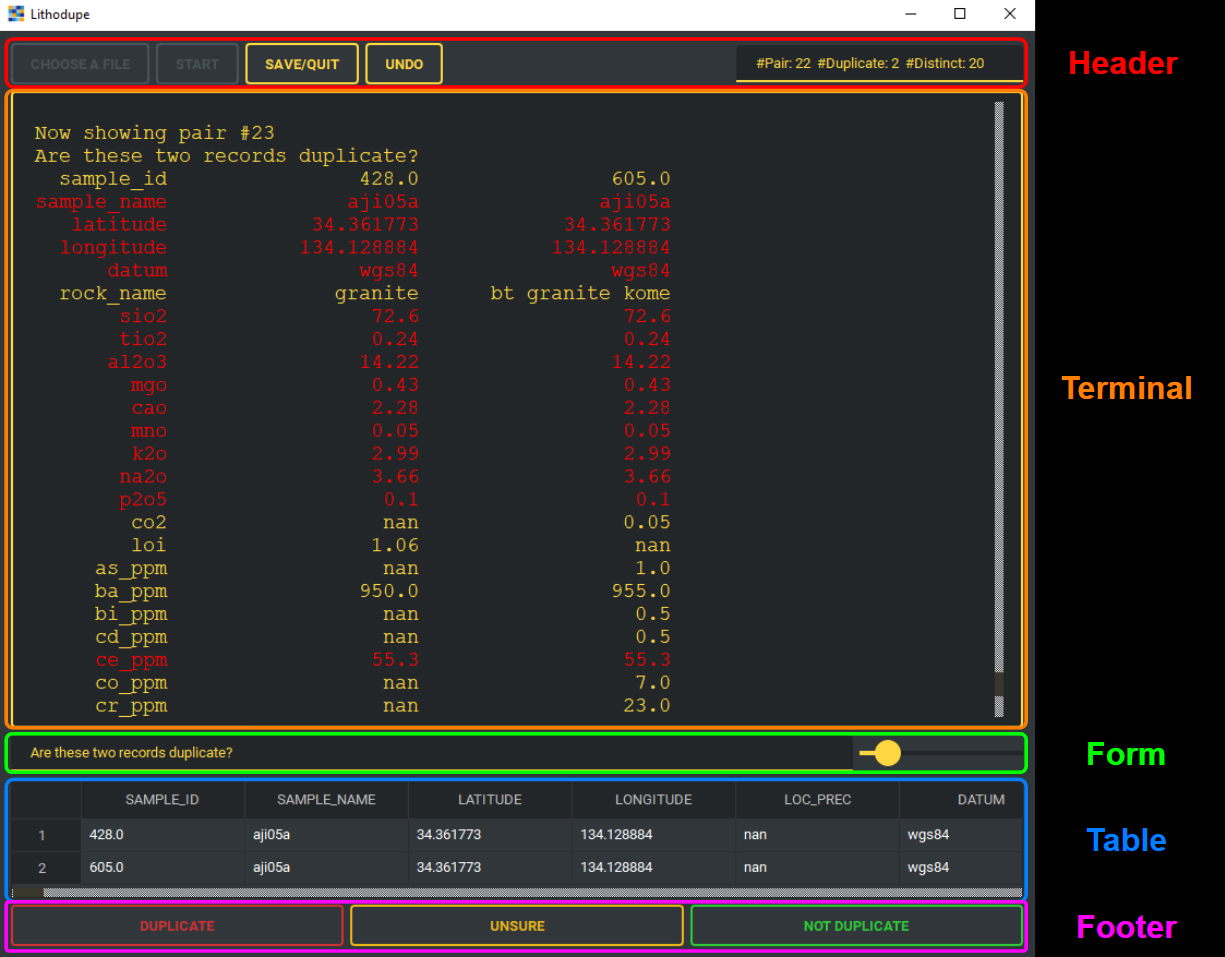 Lithodupe
CHOOSE A FILE START SAVE/QUIT UNDO #Pair: 22 #Duplicate: 2 #Distinct: 20
Header
Now showing pair #23
Are these two records duplicate?
sample_id 428.0 605.0
sample_name aji05a aji05a
latitude 34.361773 34.361773
longitude 134.128884 134.128884
datum wgs84 wgs84
rock_name granite bt granite kome
sio2 72.6 72.6
tio2 0.24 0.24
al2o3 14.22 14.22
mgo 0.43 0.43
cao 2.28 2.28
mno 0.05 0.05
k2o 2.99 2.99
na2o 3.66 3.66
p2o5 0.1 0.1
co2 nan 0.05
loi 1.06 nan
as_ppm nan 1.0
ba_ppm 950.0 955.0
bi_ppm nan 0.5
cd_ppm nan 0.5
ce_ppm 55.3 55.3
co_ppm nan 7.0
cr_ppm nan 23.0
Terminal
Are these two records duplicate?
Form
SAMPLE_ID SAMPLE_NAME LATITUDE LONGITUDE LOC_PREC DATUM
1 428.0 aji05a 34.361773 134.128884 nan wgs84
2 605.0 aji05a 34.361773 134.128884 nan wgs84
Table
DUPLICATE UNSURE NOT DUPLICATE
Footer